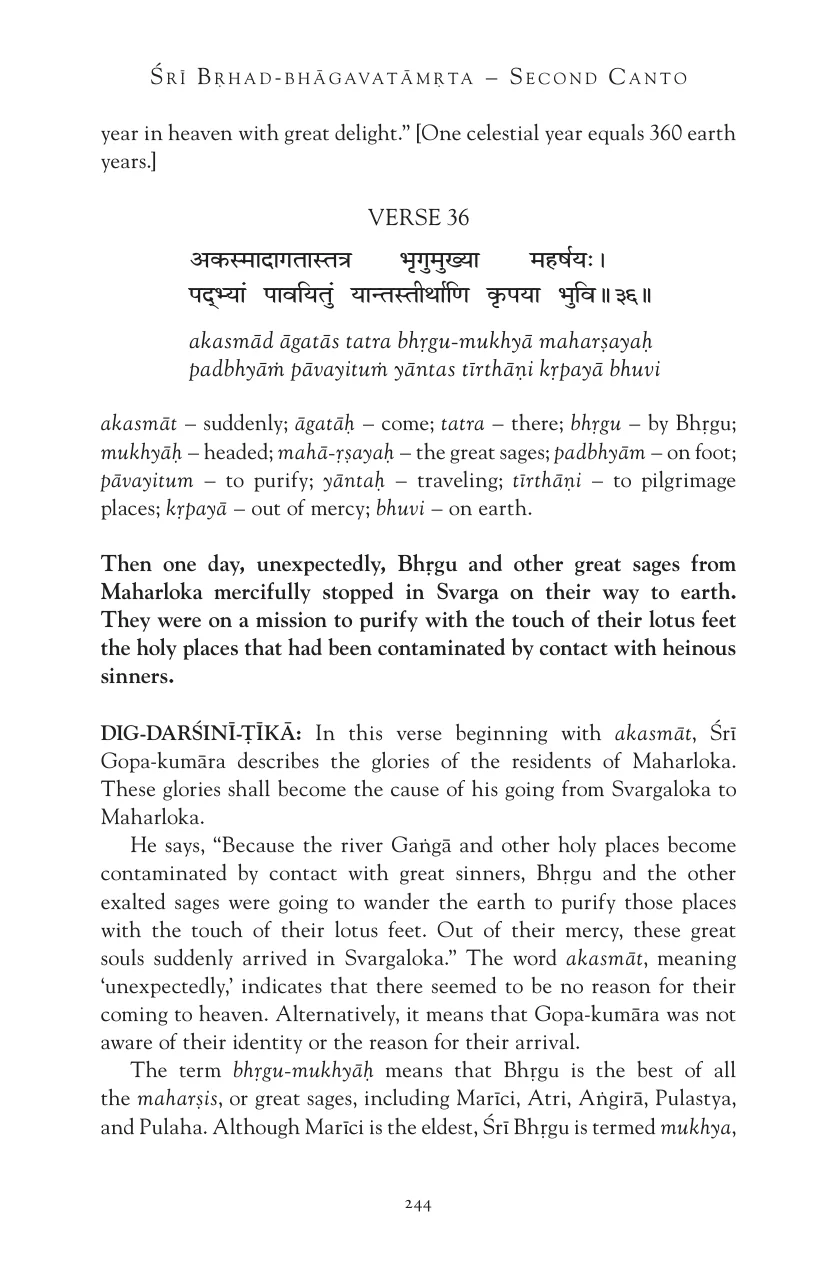 Śrī Bṛhad-bhāgavatāmṛta – Second Canto
year in heaven with great delight.” [One celestial year equals 360 earth
years.]
VERSE 36
अकस्मादागतास्तत्र भृगुमुख्या महर्षयः।
पद्भ्यां पावयितुं यान्तस्तीर्थाणि कृपया भुवि॥३६॥
akasmād āgatās tatra bhṛgu-mukhyā maharṣayaḥ
padbhyāṁ pāvayituṁ yāntas tīrthāṇi kṛpayā bhuvi
akasmāt – suddenly; āgatāḥ – come; tatra – there; bhṛgu – by Bhṛgu;
mukhyāḥ – headed; mahā-ṛṣayaḥ – the great sages; padbhyām – on foot;
pāvayitum – to purify; yāntaḥ – traveling; tīrthāṇi – to pilgrimage
places; kṛpayā – out of mercy; bhuvi – on earth.
Then one day, unexpectedly, Bhṛgu and other great sages from
Maharloka mercifully stopped in Svarga on their way to earth.
They were on a mission to purify with the touch of their lotus feet
the holy places that had been contaminated by contact with heinous
sinners.
DIG-DARŚINĪ-ṬĪKĀ: In this verse beginning with akasmāt, Śrī
Gopa-kumāra describes the glories of the residents of Maharloka.
These glories shall become the cause of his going from Svargaloka to
Maharloka.
He says, “Because the river Gaṅgā and other holy places become
contaminated by contact with great sinners, Bhṛgu and the other
exalted sages were going to wander the earth to purify those places
with the touch of their lotus feet. Out of their mercy, these great
souls suddenly arrived in Svargaloka.” The word akasmāt, meaning
‘unexpectedly,’ indicates that there seemed to be no reason for their
coming to heaven. Alternatively, it means that Gopa-kumāra was not
aware of their identity or the reason for their arrival.
The term bhṛgu-mukhyāḥ means that Bhṛgu is the best of all
the maharṣis, or great sages, including Marīci, Atri, Aṅgirā, Pulastya,
and Pulaha. Although Marīci is the eldest, Śrī Bhṛgu is termed mukhya,
244